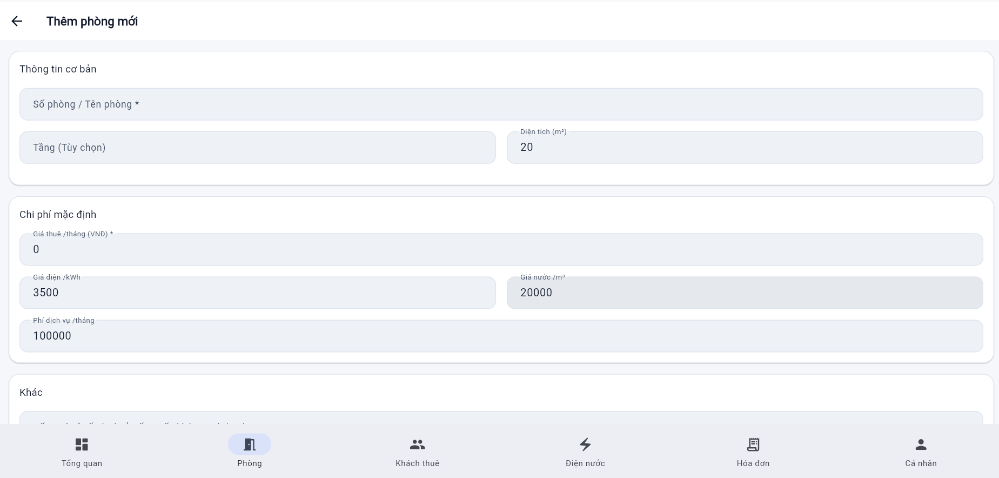 Thêm phòng mới
Thông tin cơ bản
Số phòng / Tên phòng *
Tầng (Tùy chọn)
Diện tích (m²)
20
Chi phí mặc định
Giá thuê /tháng (VNĐ) *
0
Giá điện /kWh
3500
Giá nước /m³
20000
Phí dịch vụ /tháng
100000
Khác
Tổng quan
Phòng
Khách thuê
Điện nước
Hóa đơn
Cá nhân